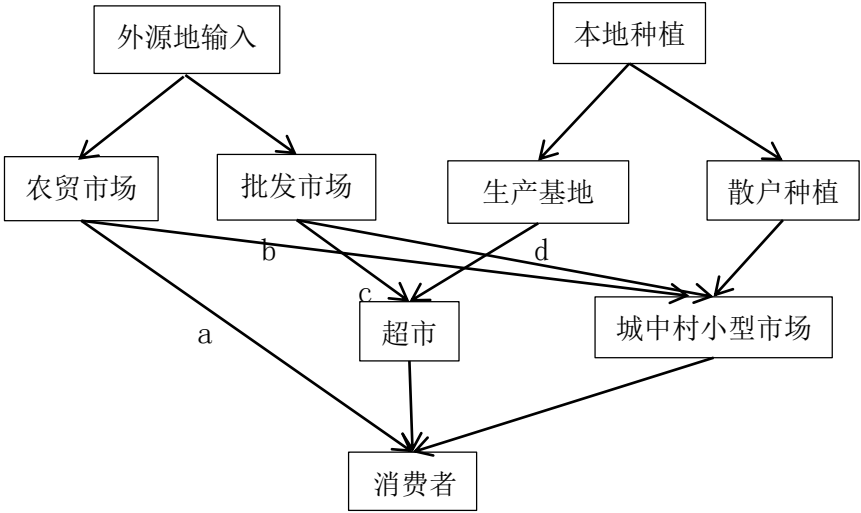 外源地输入
本地种植
农贸市场
批发市场
生产基地
散户种植
b
d
c
超市
城中村小型市场
a
消费者